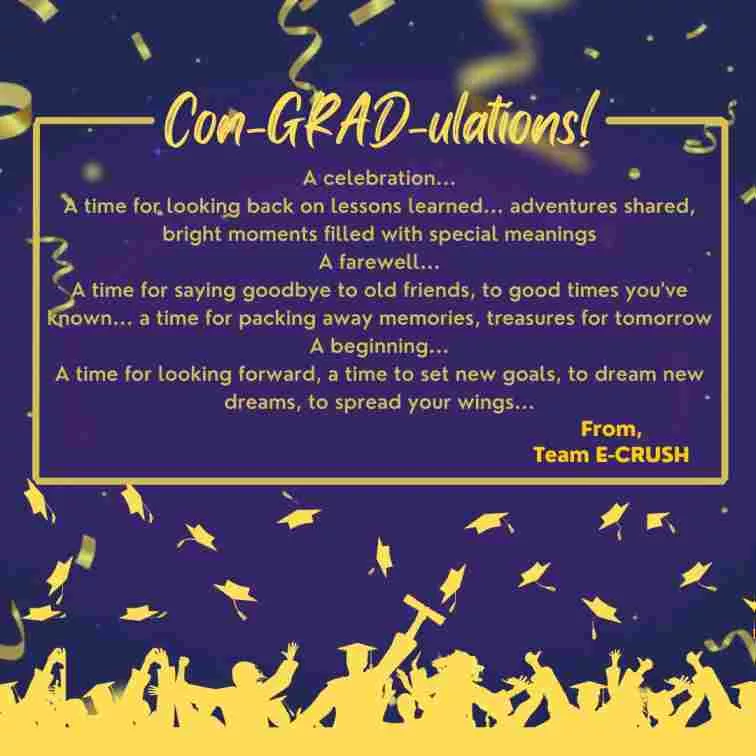 Con-GRAD-ulations!
A celebration...
A time for looking back on lessons learned... adventures shared,
bright moments filled with special meanings
A farewell...
A time for saying goodbye to old friends, to good times you've
known... a time for packing away memories, treasures for tomorrow
A beginning...
A time for looking forward, a time to set new goals, to dream new
dreams, to spread your wings...
From,
Team E-CRUSH